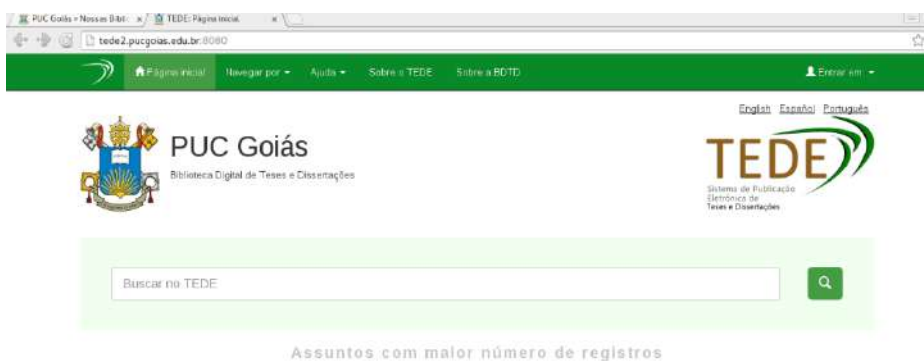 PUC Goiás > Nossas Bibli
TEDE: Página inicial
tede2.pucgoias.edu.br:8080
Página inicial Navegar por Ajuda Sobre o TEDE Sobre a BDTD Entrar em:
English Español Português
PUC Goiás
Biblioteca Digital de Teses e Dissertações
TEDE
Sistema de Publicação
Eletrônica de
Teses e Dissertações
Buscar no TEDE
Assuntos com maior número de registros